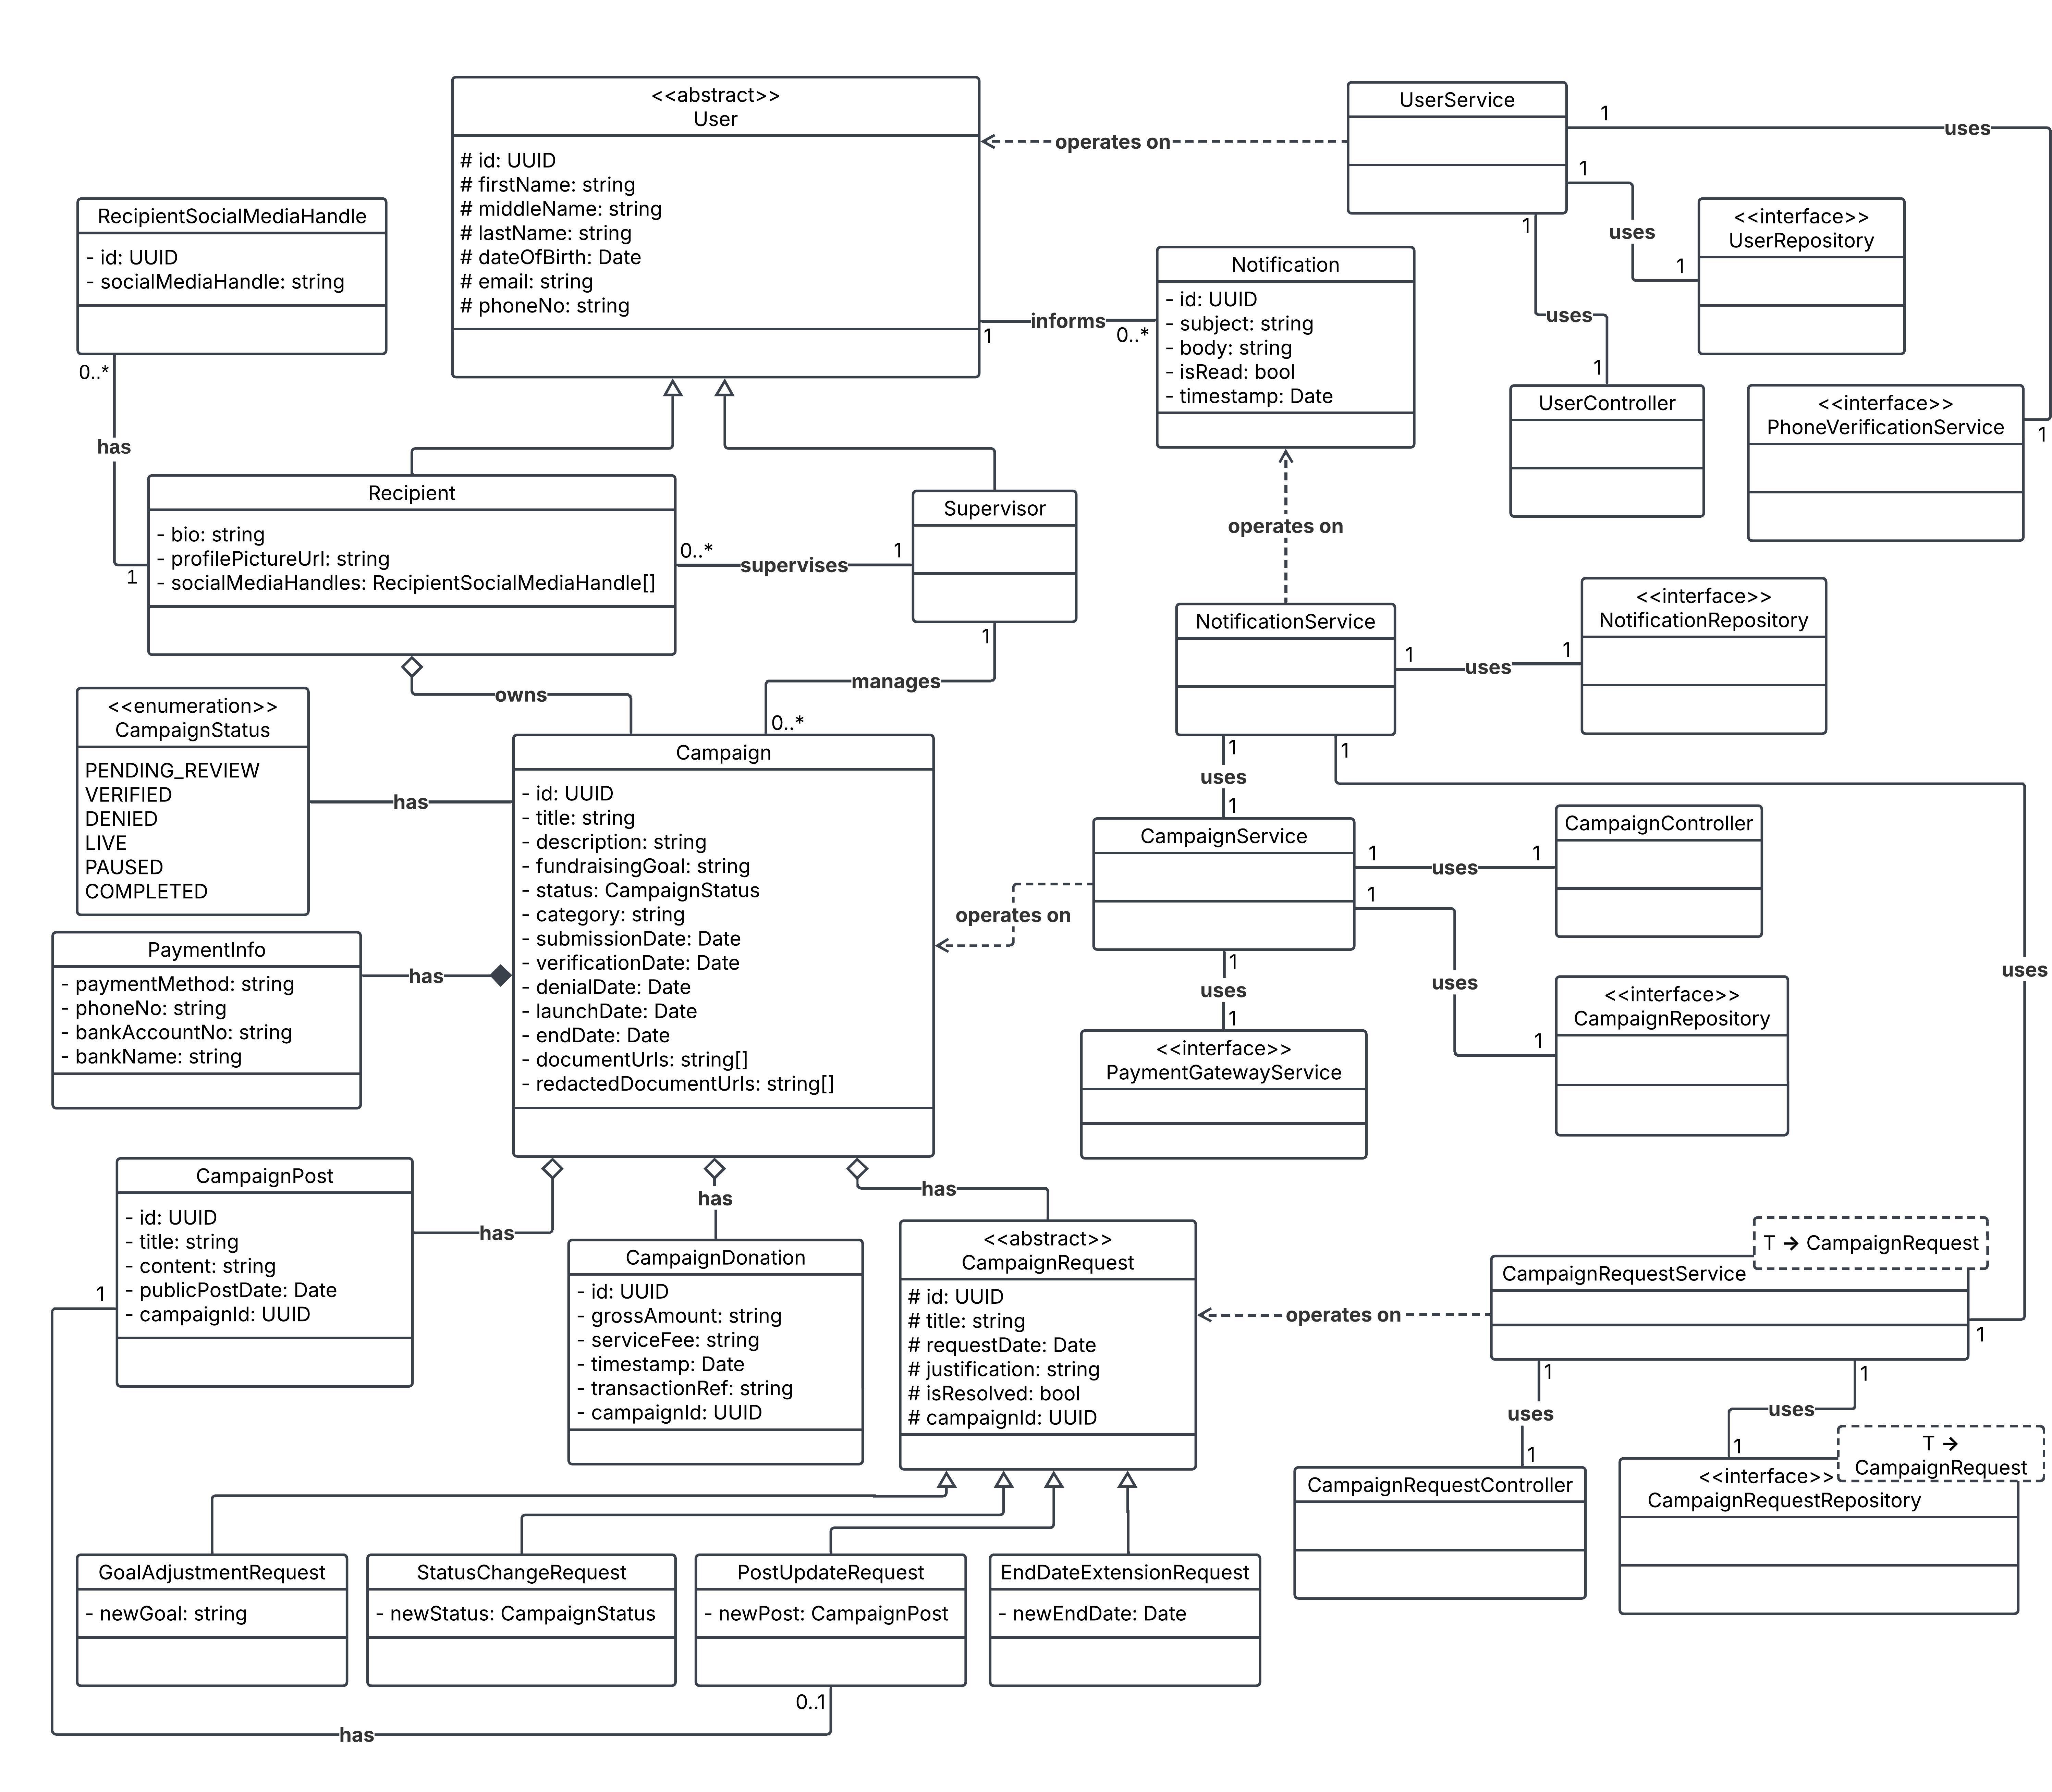 <<abstract>>
User
# id: UUID
# firstName: string
# middleName: string
# lastName: string
# dateOfBirth: Date
# email: string
# phoneNo: string
operates on
UserService
1
uses
1
uses
1
1
uses
1
1
<<interface>>
UserRepository
UserController
<<interface>>
PhoneVerificationService
RecipientSocialMediaHandle
- id: UUID
- socialMediaHandle: string
0..*
has
1
1
informs
0..*
Notification
- id: UUID
- subject: string
- body: string
- isRead: bool
- timestamp: Date
operates on
Recipient
- bio: string
- profilePictureUrl: string
- socialMediaHandles: RecipientSocialMediaHandle[]
0..*
supervises
1
Supervisor
1
manages
0..*
owns
NotificationService
1
uses
1
<<interface>>
NotificationRepository
1
uses
1
1
uses
1
<<enumeration>>
CampaignStatus
PENDING_REVIEW
VERIFIED
DENIED
LIVE
PAUSED
COMPLETED
has
Campaign
- id: UUID
- title: string
- description: string
- fundraisingGoal: string
- status: CampaignStatus
- category: string
- submissionDate: Date
- verificationDate: Date
- denialDate: Date
- launchDate: Date
- endDate: Date
- documentUrls: string[]
- redactedDocumentUrls: string[]
operates on
CampaignService
1
uses
1
CampaignController
1
uses
1
<<interface>>
CampaignRepository
1
uses
1
<<interface>>
PaymentGatewayService
PaymentInfo
- paymentMethod: string
- phoneNo: string
- bankAccountNo: string
- bankName: string
has
CampaignPost
- id: UUID
- title: string
- content: string
- publicPostDate: Date
- campaignId: UUID
has
1
has
CampaignDonation
- id: UUID
- grossAmount: string
- serviceFee: string
- timestamp: Date
- transactionRef: string
- campaignId: UUID
has
<<abstract>>
CampaignRequest
# id: UUID
# title: string
# requestDate: Date
# justification: string
# isResolved: bool
# campaignId: UUID
operates on
T → CampaignRequest
CampaignRequestService
1
uses
1
CampaignRequestController
1
uses
1
T →
CampaignRequest
<<interface>>
CampaignRequestRepository
GoalAdjustmentRequest
- newGoal: string
StatusChangeRequest
- newStatus: CampaignStatus
PostUpdateRequest
- newPost: CampaignPost
EndDateExtensionRequest
- newEndDate: Date
0..1
has